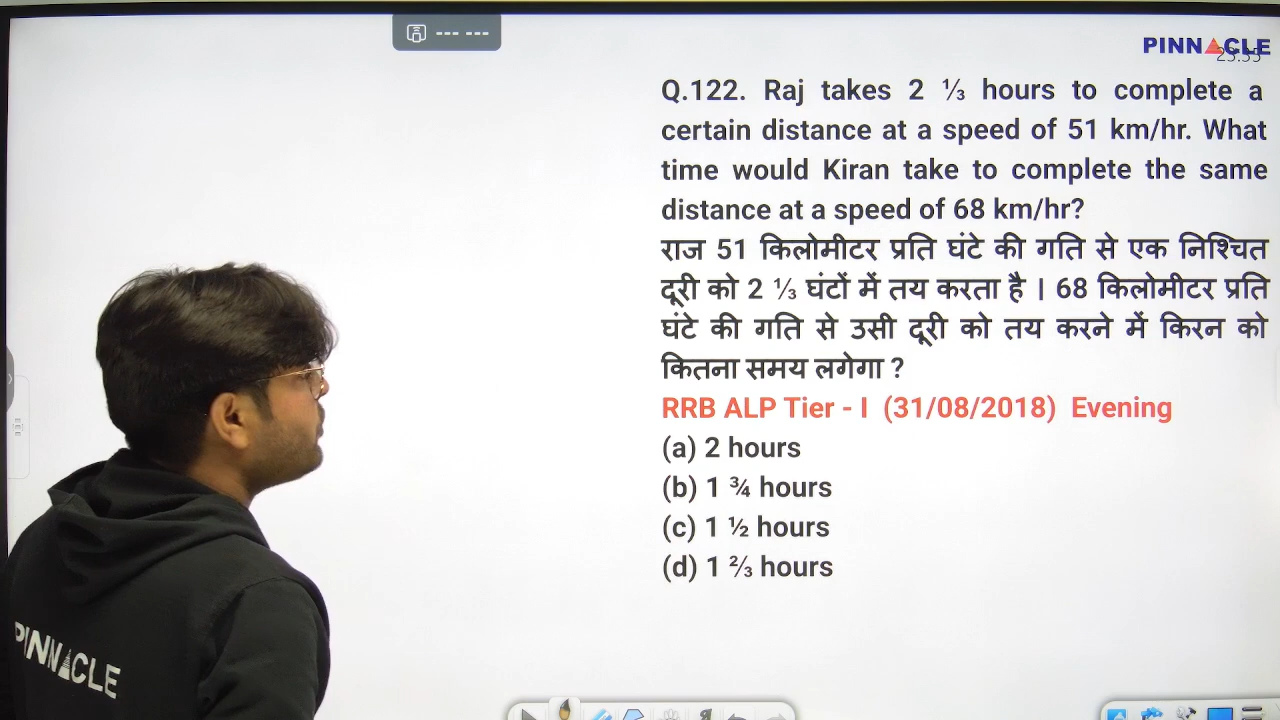 --- ---
PINNACLE
23:55
Q.122. Raj takes 2 ⅓ hours to complete a
certain distance at a speed of 51 km/hr. What
time would Kiran take to complete the same
distance at a speed of 68 km/hr?
राज 51 किलोमीटर प्रति घंटे की गति से एक निश्चित
दूरी को 2 ⅓ घंटों में तय करता है | 68 किलोमीटर प्रति
घंटे की गति से उसी दूरी को तय करने में किरन को
कितना समय लगेगा ?
RRB ALP Tier - I (31/08/2018) Evening
(a) 2 hours
(b) 1 ¾ hours
(c) 1 ½ hours
(d) 1 ⅔ hours
PINNACLE